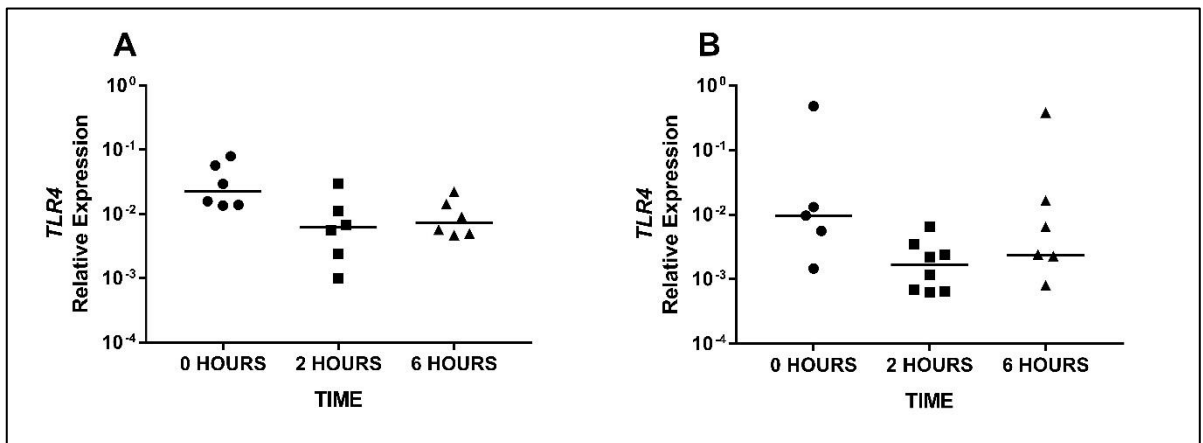 A
TLR4
Relative Expression
10⁰
10⁻¹
10⁻²
10⁻³
10⁻⁴
0 HOURS 2 HOURS 6 HOURS
TIME
B
TLR4
Relative Expression
10⁰
10⁻¹
10⁻²
10⁻³
10⁻⁴
0 HOURS 2 HOURS 6 HOURS
TIME